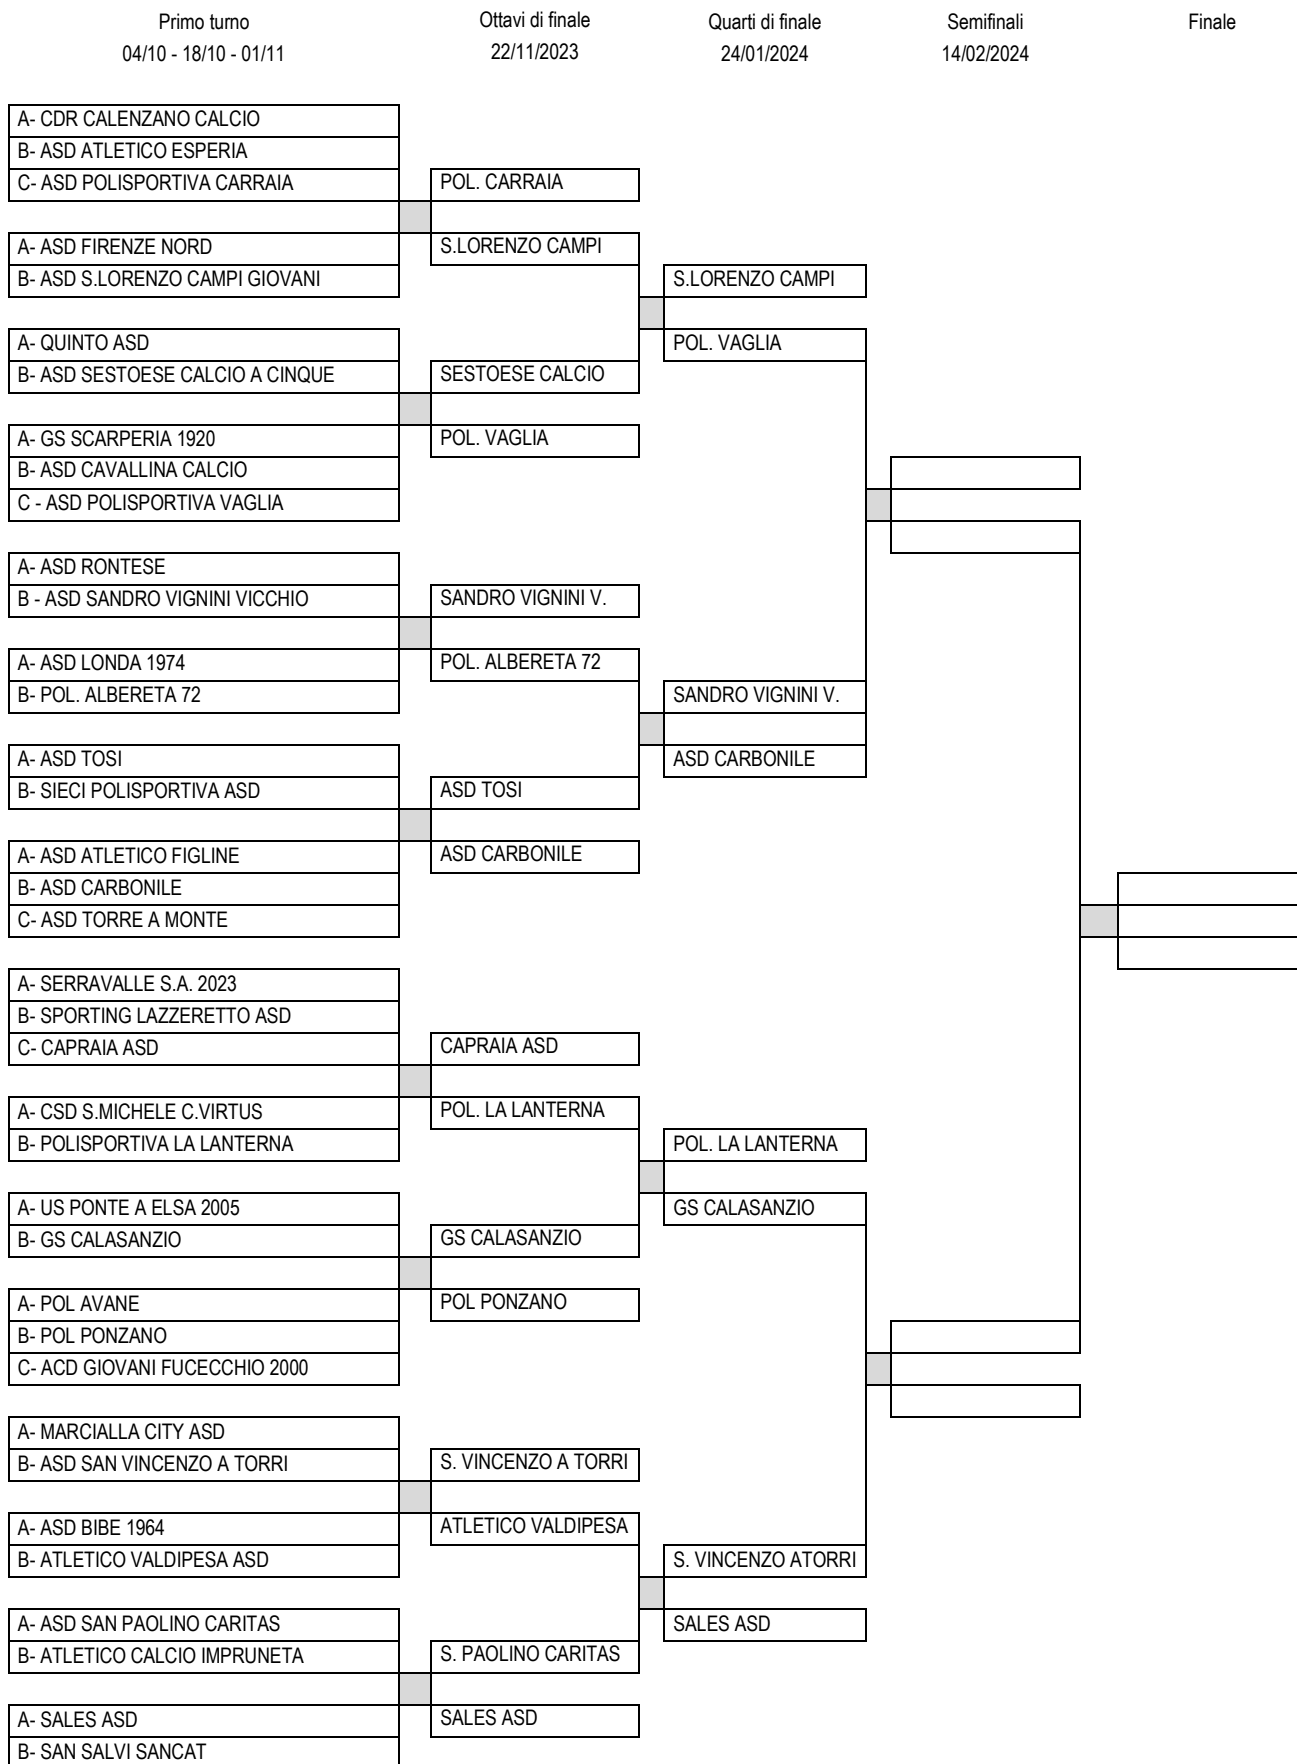 Primo turno
04/10 - 18/10 - 01/11
Ottavi di finale
22/11/2023
Quarti di finale
24/01/2024
Semifinali
14/02/2024
Finale
A- CDR CALENZANO CALCIO
B- ASD ATLETICO ESPERIA
C- ASD POLISPORTIVA CARRAIA
A- ASD FIRENZE NORD
B- ASD S.LORENZO CAMPI GIOVANI
A- QUINTO ASD
B- ASD SESTOESE CALCIO A CINQUE
A- GS SCARPERIA 1920
B- ASD CAVALLINA CALCIO
C - ASD POLISPORTIVA VAGLIA
A- ASD RONTESE
B - ASD SANDRO VIGNINI VICCHIO
A- ASD LONDA 1974
B- POL. ALBERETA 72
A- ASD TOSI
B- SIECI POLISPORTIVA ASD
A- ASD ATLETICO FIGLINE
B- ASD CARBONILE
C- ASD TORRE A MONTE
A- SERRAVALLE S.A. 2023
B- SPORTING LAZZERETTO ASD
C- CAPRAIA ASD
A- CSD S.MICHELE C.VIRTUS
B- POLISPORTIVA LA LANTERNA
A- US PONTE A ELSA 2005
B- GS CALASANZIO
A- POL AVANE
B- POL PONZANO
C- ACD GIOVANI FUCECCHIO 2000
A- MARCIALLA CITY ASD
B- ASD SAN VINCENZO A TORRI
A- ASD BIBE 1964
B- ATLETICO VALDIPESA ASD
A- ASD SAN PAOLINO CARITAS
B- ATLETICO CALCIO IMPRUNETA
A- SALES ASD
B- SAN SALVI SANCAT
POL. CARRAIA
S.LORENZO CAMPI
SESTOESE CALCIO
POL. VAGLIA
SANDRO VIGNINI V.
POL. ALBERETA 72
ASD TOSI
ASD CARBONILE
CAPRAIA ASD
POL. LA LANTERNA
GS CALASANZIO
POL PONZANO
S. VINCENZO A TORRI
ATLETICO VALDIPESA
S. PAOLINO CARITAS
SALES ASD
S.LORENZO CAMPI
POL. VAGLIA
SANDRO VIGNINI V.
ASD CARBONILE
POL. LA LANTERNA
GS CALASANZIO
S. VINCENZO ATORRI
SALES ASD